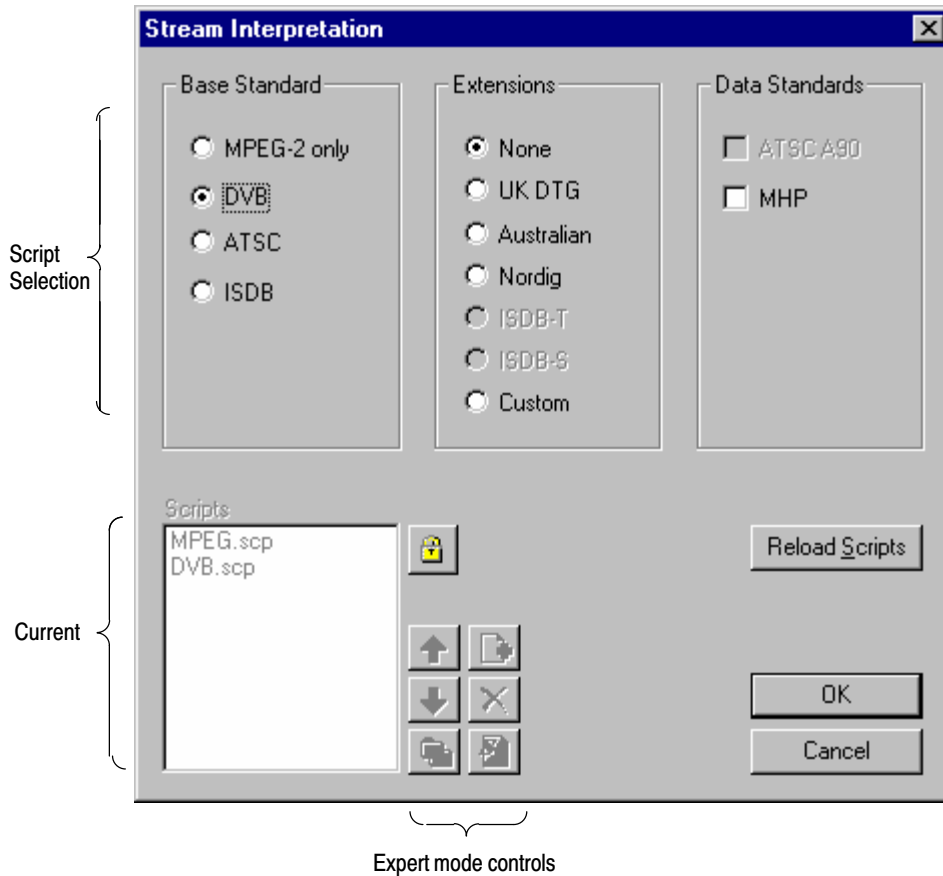 Stream Interpretation
Base Standard
MPEG-2 only
DVB
ATSC
ISDB
Extensions
None
UK DTG
Australian
Nordig
ISDB-T
ISDB-S
Custom
Data Standards
ATSC A90
MHP
Script
Selection
Scripts
MPEG.scp
DVB.scp
Reload Scripts
Current
OK
Cancel
Expert mode controls